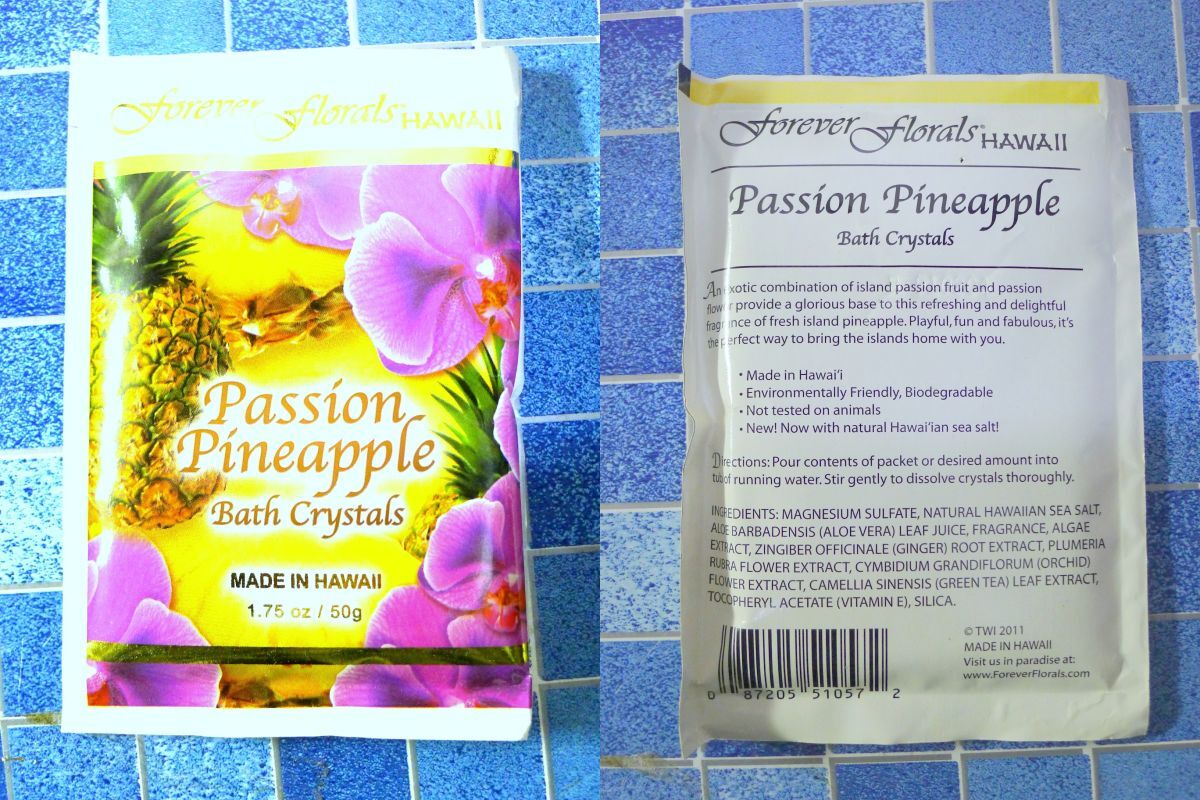 Forever Florals HAWAII
Passion
Pineapple
Bath Crystals
MADE IN HAWAII
1.75 oz / 50g
Forever Florals® HAWAII
Passion Pineapple
Bath Crystals
An exotic combination of island passion fruit and passion
flower provide a glorious base to this refreshing and delightful
fragrance of fresh island pineapple. Playful, fun and fabulous, it's
the perfect way to bring the islands home with you.
• Made in Hawai'i
• Environmentally Friendly, Biodegradable
• Not tested on animals
• New! Now with natural Hawai'ian sea salt!
Directions: Pour contents of packet or desired amount into
tub of running water. Stir gently to dissolve crystals thoroughly.
INGREDIENTS: MAGNESIUM SULFATE, NATURAL HAWAIIAN SEA SALT,
ALOE BARBADENSIS (ALOE VERA) LEAF JUICE, FRAGRANCE, ALGAE
EXTRACT, ZINGIBER OFFICINALE (GINGER) ROOT EXTRACT, PLUMERIA
RUBRA FLOWER EXTRACT, CYMBIDIUM GRANDIFLORUM (ORCHID)
FLOWER EXTRACT, CAMELLIA SINENSIS (GREEN TEA) LEAF EXTRACT,
TOCOPHERYL ACETATE (VITAMIN E), SILICA.
© TWI 2011
MADE IN HAWAII
Visit us in paradise at:
www.ForeverFlorals.com
0 87205 51057 2